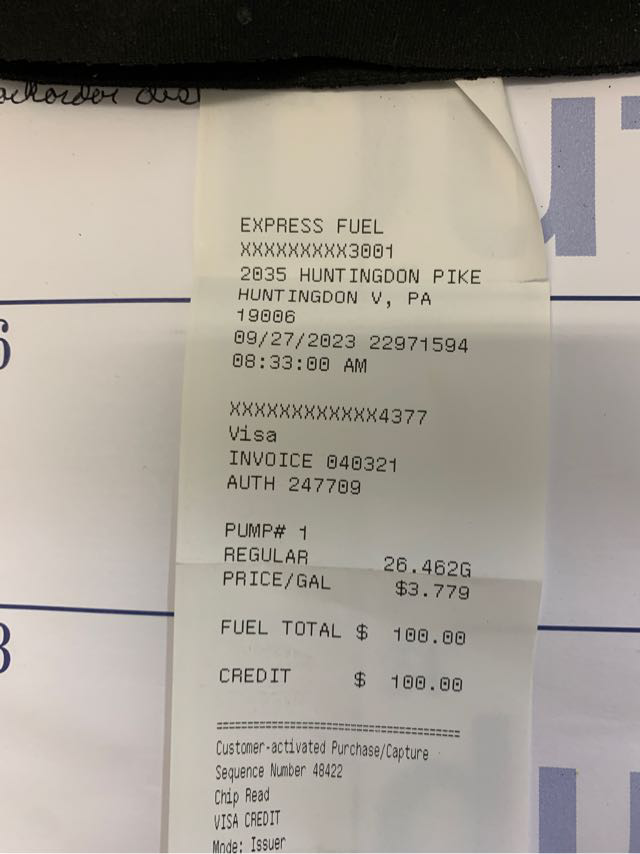 EXPRESS FUEL
XXXXXXXXX3001
2035 HUNTINGDON PIKE
HUNTINGDON V, PA
19006
09/27/2023 22971594
08:33:00 AM
XXXXXXXXXXXX4377
Visa
INVOICE 040321
AUTH 247709
PUMP# 1
REGULAR 26.462G
PRICE/GAL $3.779
FUEL TOTAL $ 100.00
CREDIT $ 100.00
=======================================
Customer-activated Purchase/Capture
Sequence Number 48422
Chip Read
VISA CREDIT
Mode: Issuer